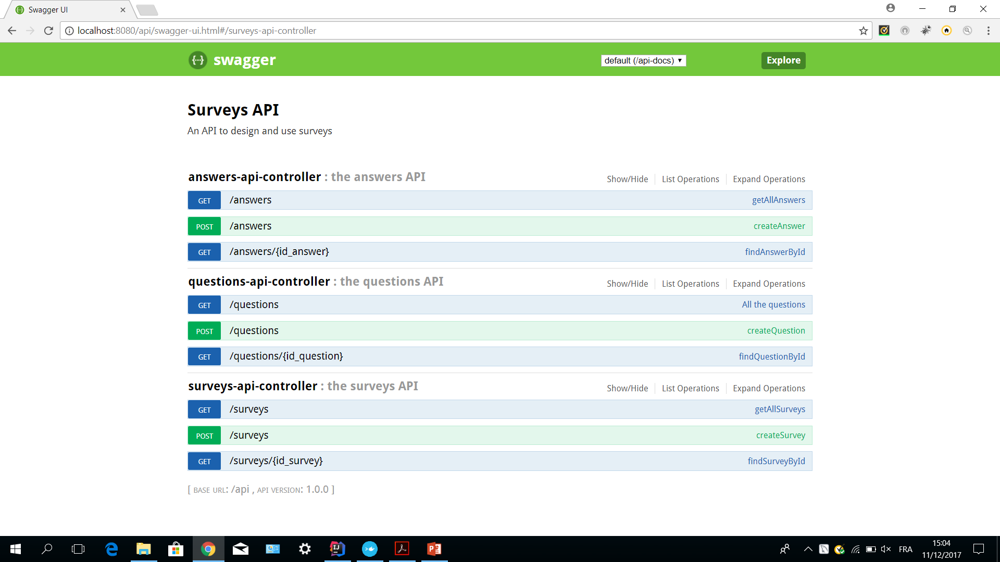 Swagger UI
localhost:8080/api/swagger-ui.html#/surveys-api-controller
{···} swagger
default (/api-docs)
Explore
Surveys API
An API to design and use surveys
answers-api-controller : the answers API
Show/Hide
List Operations
Expand Operations
GET /answers getAllAnswers
POST /answers createAnswer
GET /answers/{id_answer} findAnswerById
questions-api-controller : the questions API
Show/Hide
List Operations
Expand Operations
GET /questions All the questions
POST /questions createQuestion
GET /questions/{id_question} findQuestionById
surveys-api-controller : the surveys API
Show/Hide
List Operations
Expand Operations
GET /surveys getAllSurveys
POST /surveys createSurvey
GET /surveys/{id_survey} findSurveyById
[ BASE URL: /api , API VERSION: 1.0.0 ]
IJ
FRA
15:04
11/12/2017